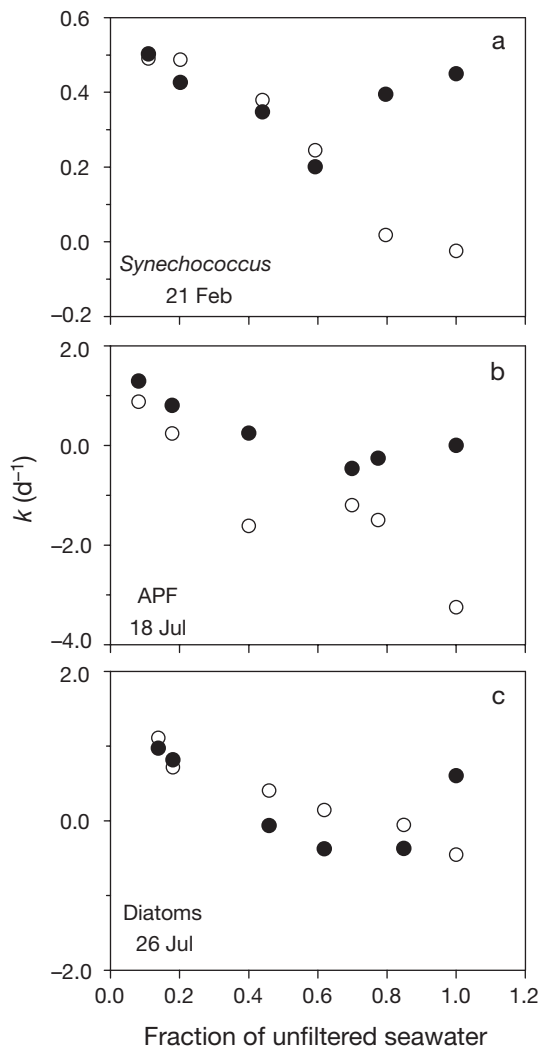 0.6
a
0.4
0.2
0.0
Synechococcus
21 Feb
–0.2
2.0
b
0.0
k (d–1)
–2.0
APF
18 Jul
–4.0
2.0
c
0.0
Diatoms
26 Jul
–2.0
0.0 0.2 0.4 0.6 0.8 1.0 1.2
Fraction of unfiltered seawater